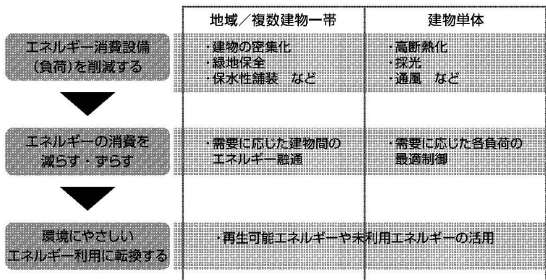 地域／複数建物一帯
建物単体
エネルギー消費設備
(負荷)を削減する
・建物の密集化
・緑地保全
・保水性舗装　など
・高断熱化
・採光
・通風　など
エネルギーの消費を
減らす・ずらす
・需要に応じた建物間の
エネルギー融通
・需要に応じた各負荷の
最適制御
環境にやさしい
エネルギー利用に転換する
・再生可能エネルギーや未利用エネルギーの活用